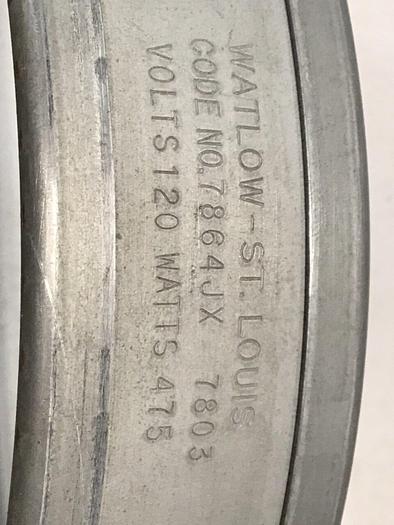 WATLOW-ST. LOUIS
CODE NO. 7864JX 7803
VOLTS 120 WATTS 475